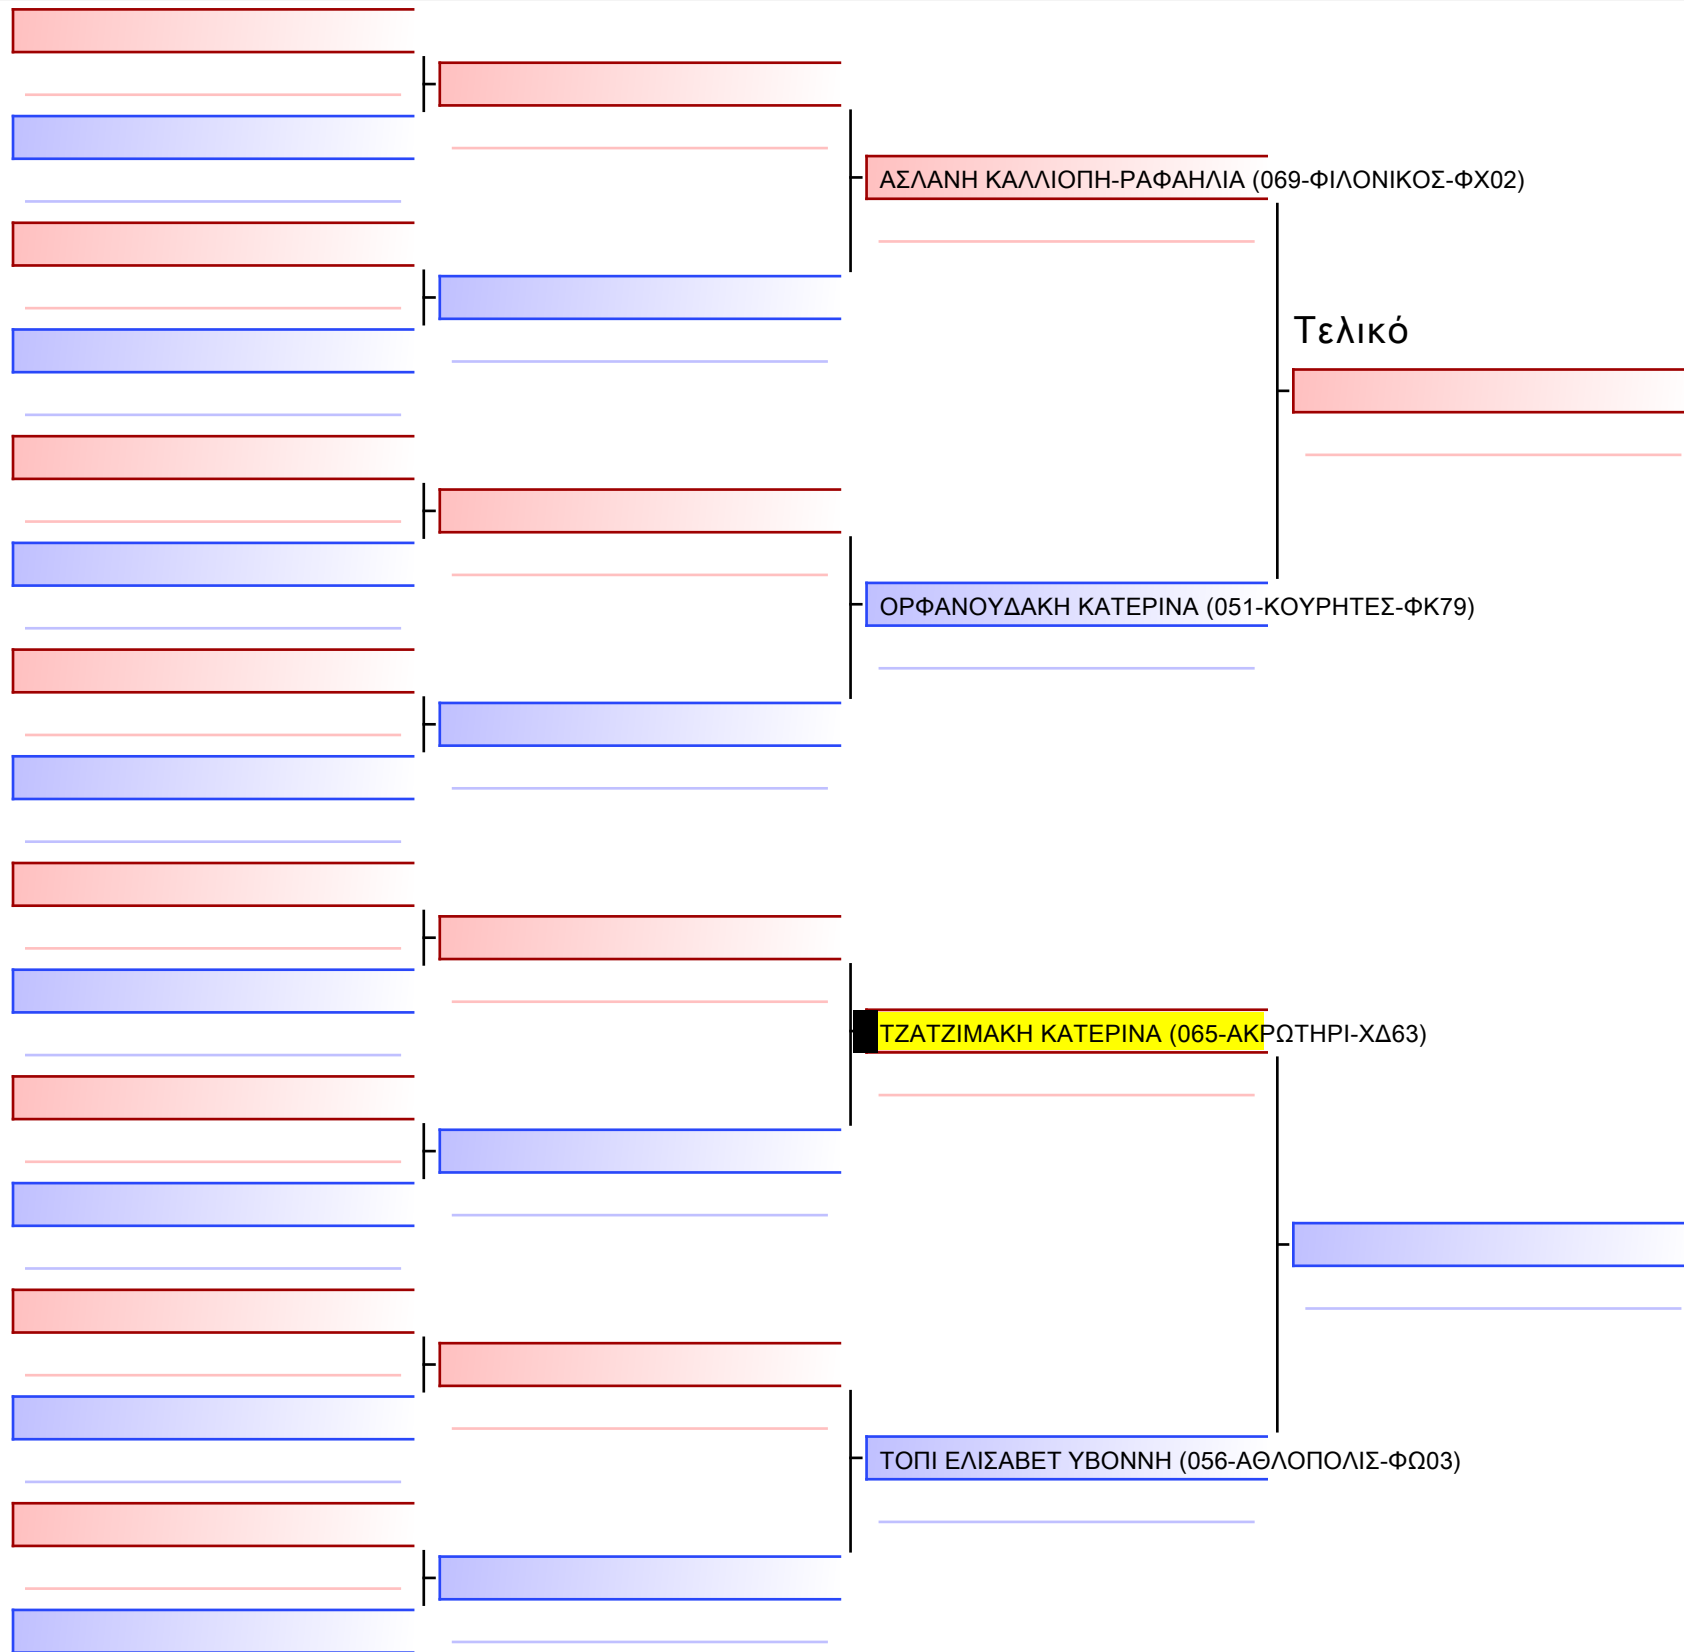 ΑΣΛΑΝΗ ΚΑΛΛΙΟΠΗ-ΡΑΦΑΗΛΙΑ (069-ΦΙΛΟΝΙΚΟΣ-ΦΧ02)
Τελικό
ΟΡΦΑΝΟΥΔΑΚΗ ΚΑΤΕΡΙΝΑ (051-ΚΟΥΡΗΤΕΣ-ΦΚ79)
ΤΖΑΤΖΙΜΑΚΗ ΚΑΤΕΡΙΝΑ (065-ΑΚΡΩΤΗΡΙ-ΧΔ63)
ΤΟΠΙ ΕΛΙΣΑΒΕΤ ΥΒΟΝΝΗ (056-ΑΘΛΟΠΟΛΙΣ-ΦΩ03)